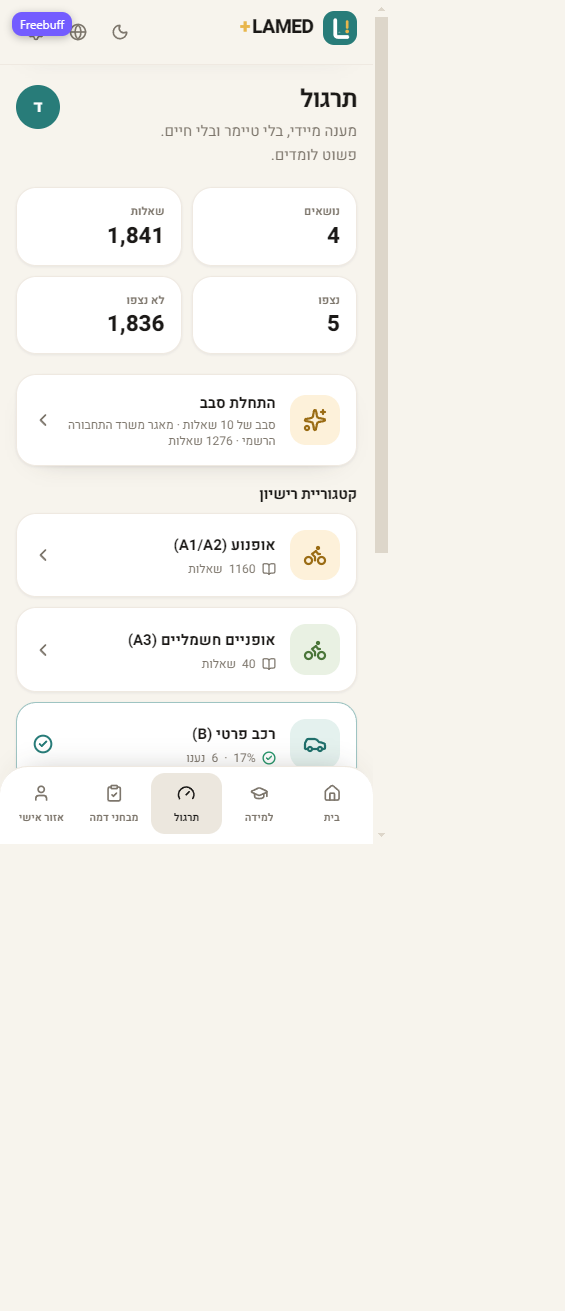 LAMED+
Freebuff
תרגול
ד
מענה מיידי, בלי טיימר ובלי חיים.
פשוט לומדים.
נושאים
4
שאלות
1,841
נצפו
5
לא נצפו
1,836
התחלת סבב
סבב של 10 שאלות · מאגר משרד התחבורה
הרשמי · 1276 שאלות
קטגוריית רישיון
אופנוע (A1/A2)
1160 שאלות
אופניים חשמליים (A3)
40 שאלות
רכב פרטי (B)
17% · 6 נענו
בית
למידה
תרגול
מבחני דמה
אזור אישי